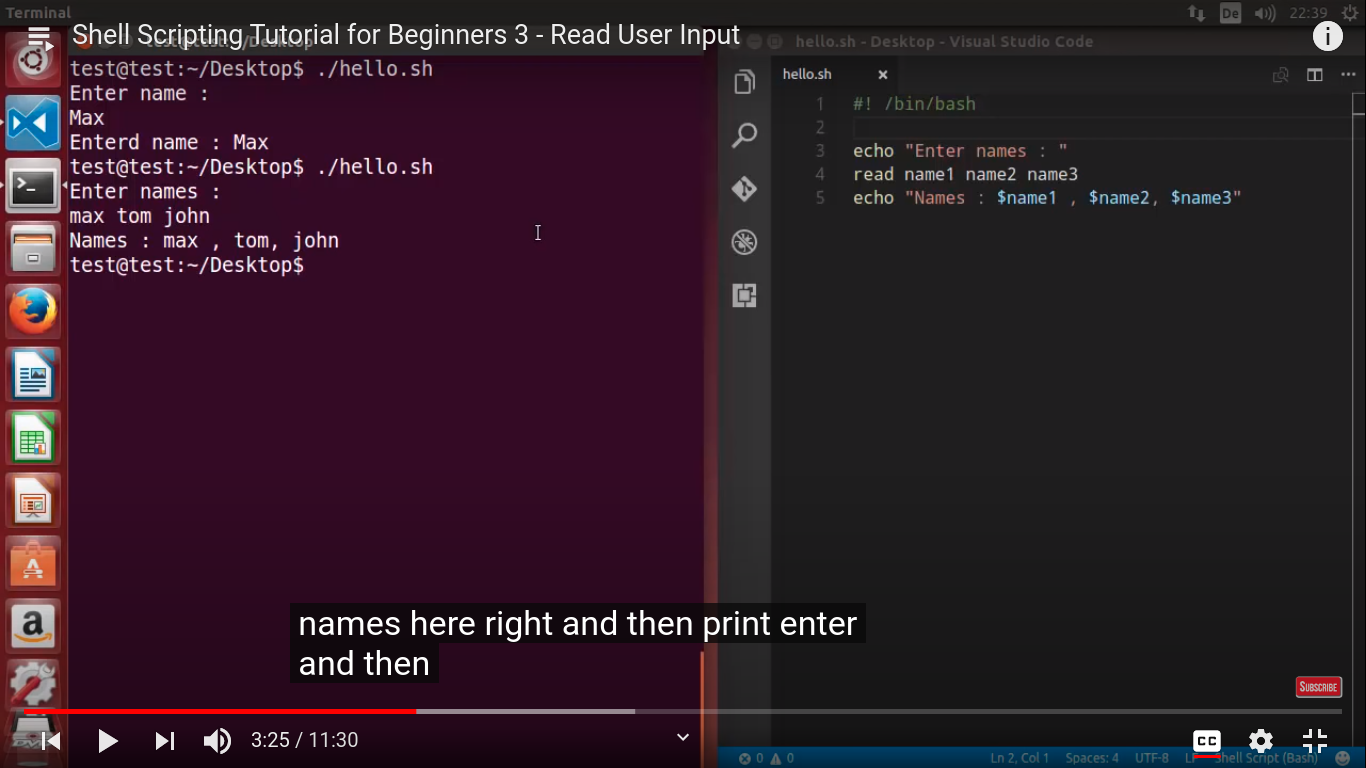 Terminal
De
22:39
Shell Scripting Tutorial for Beginners 3 - Read User Input
hello.sh - Desktop - Visual Studio Code
test@test:~/Desktop$ ./hello.sh
Enter name :
Max
Enterd name : Max
test@test:~/Desktop$ ./hello.sh
Enter names :
max tom john
Names : max , tom, john
test@test:~/Desktop$
hello.sh
1 #! /bin/bash
2
3 echo "Enter names : "
4 read name1 name2 name3
5 echo "Names : $name1 , $name2, $name3"
names here right and then print enter
and then
SUBSCRIBE
3:25 / 11:30
CC
0 0
Ln 2, Col 1 Spaces: 4 UTF-8 LF Shell Script (Bash)